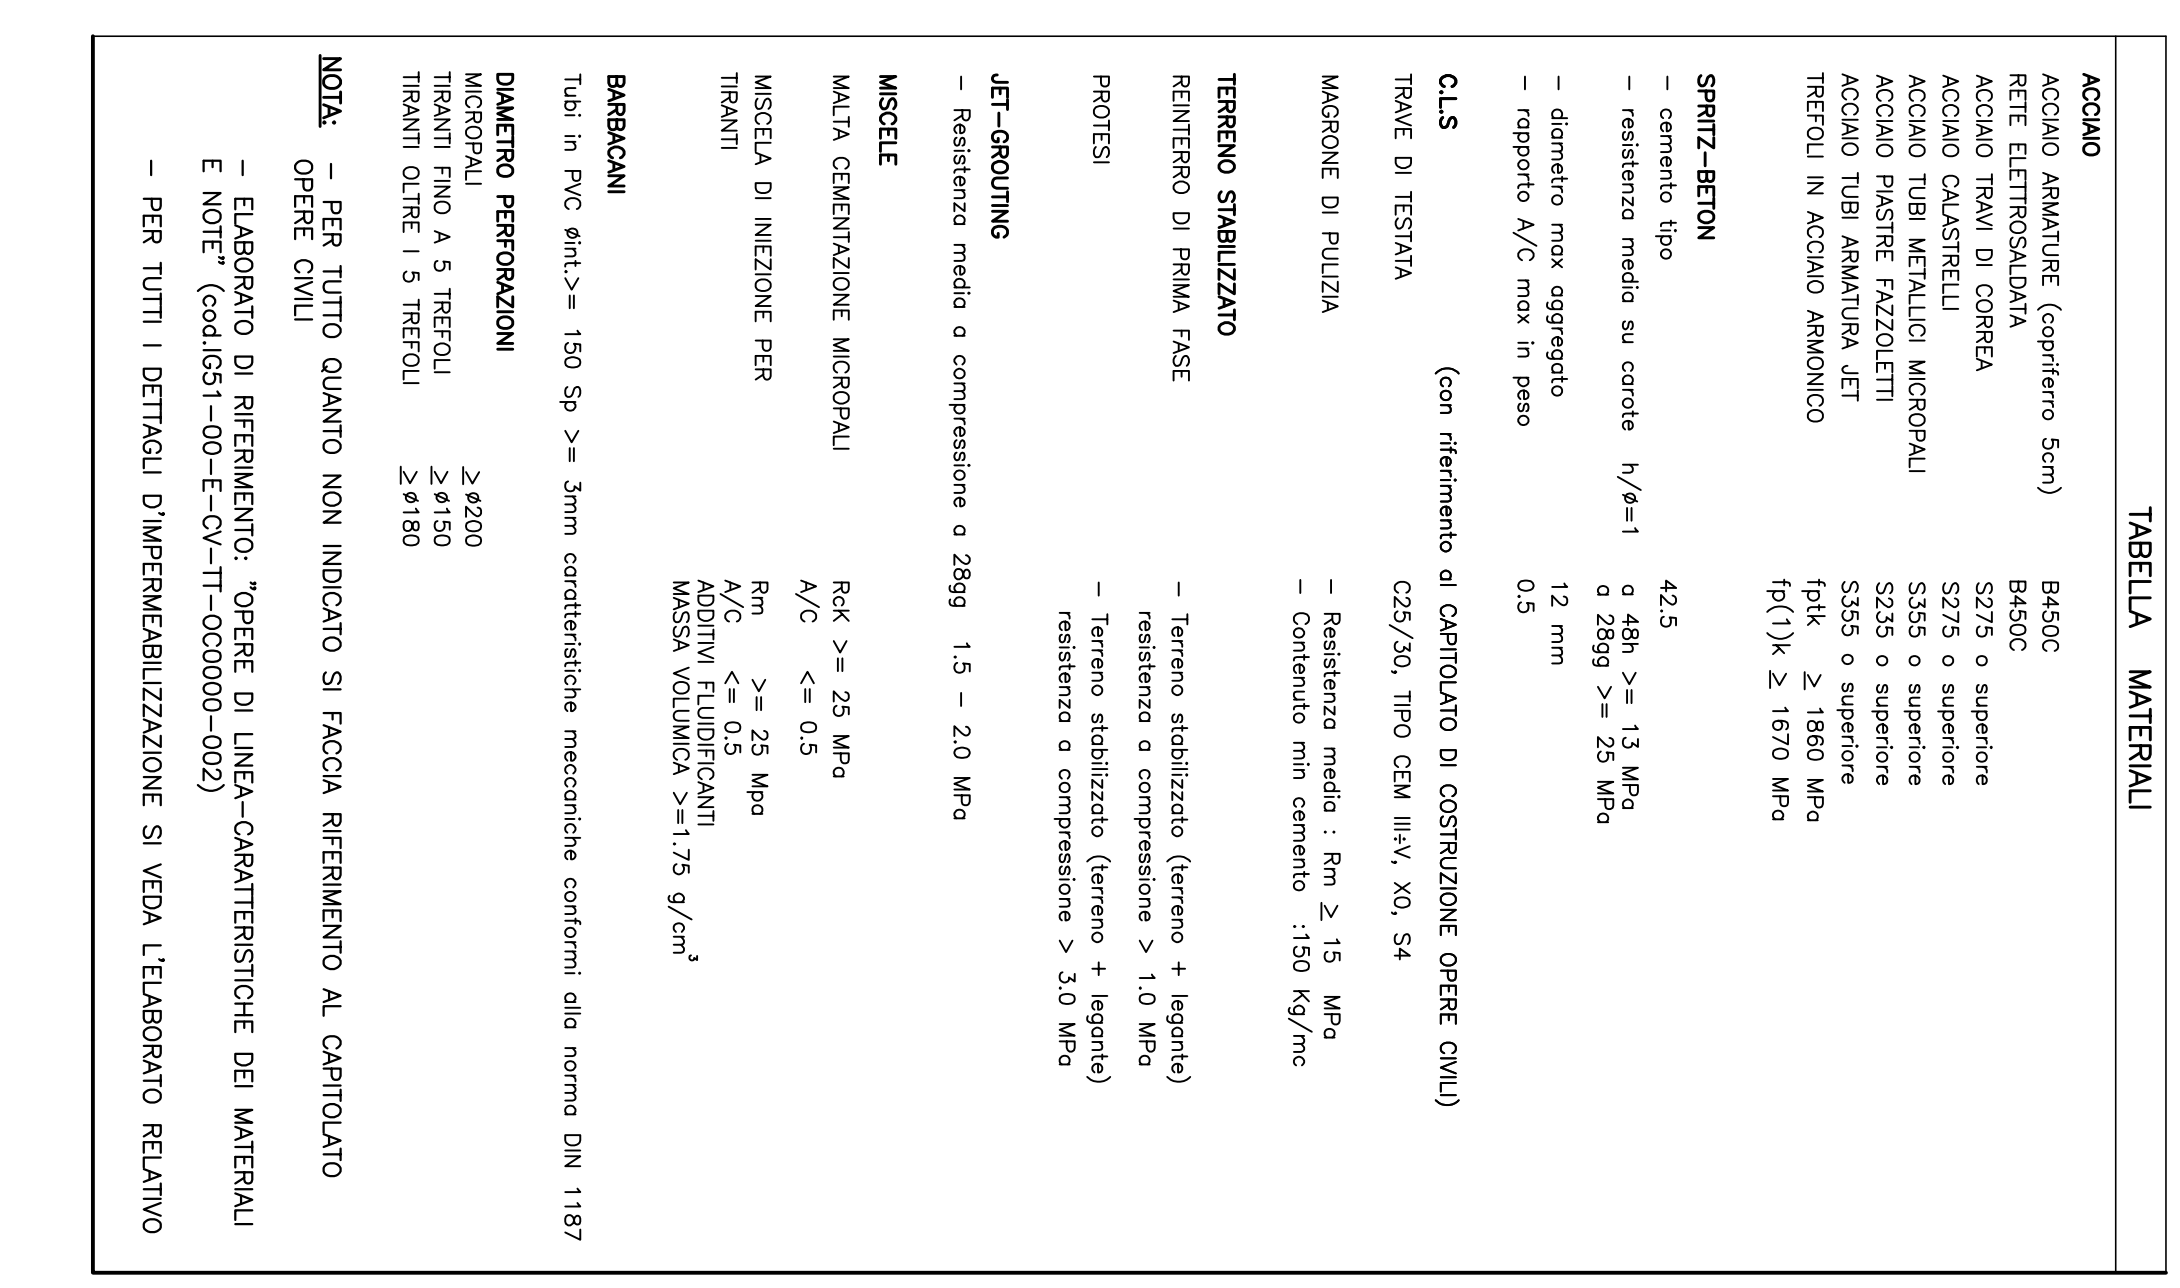 TABELLA MATERIALI
ACCIAIO
ACCIAIO ARMATURE (copriferro 5cm) B450C
RETE ELETTROSALDATA B450C
ACCIAIO TRAVI DI CORREA S275 o superiore
ACCIAIO CALASTRELLI S275 o superiore
ACCIAIO TUBI METALLICI MICROPALI S355 o superiore
ACCIAIO PIASTRE FAZZOLETTI S235 o superiore
ACCIAIO TUBI ARMATURA JET S355 o superiore
TREFOLI IN ACCIAIO ARMONICO fptk ≥ 1860 MPa
fp(1)k ≥ 1670 MPa
SPRITZ-BETON
- cemento tipo 42.5
- resistenza media su carote h/ø=1 a 48h >= 13 MPa
a 28gg >= 25 MPa
- diametro max aggregato 12 mm
- rapporto A/C max in peso 0.5
C.L.S (con riferimento al CAPITOLATO DI COSTRUZIONE OPERE CIVILI)
TRAVE DI TESTATA C25/30, TIPO CEM III÷V, X0, S4
MAGRONE DI PULIZIA - Resistenza media : Rm ≥ 15 MPa
- Contenuto min cemento :150 Kg/mc
TERRENO STABILIZZATO
REINTERRO DI PRIMA FASE - Terreno stabilizzato (terreno + legante)
resistenza a compressione > 1.0 MPa
PROTESI - Terreno stabilizzato (terreno + legante)
resistenza a compressione > 3.0 MPa
JET-GROUTING
- Resistenza media a compressione a 28gg 1.5 - 2.0 MPa
MISCELE
MALTA CEMENTAZIONE MICROPALI Rck >= 25 MPa
A/C <= 0.5
MISCELA DI INIEZIONE PER Rm >= 25 Mpa
TIRANTI A/C <= 0.5
ADDITIVI FLUIDIFICANTI
MASSA VOLUMICA >=1.75 g/cm³
BARBACANI
Tubi in PVC øint.>= 150 Sp >= 3mm caratteristiche meccaniche conformi alla norma DIN 1187
DIAMETRO PERFORAZIONI
MICROPALI ≥ø200
TIRANTI FINO A 5 TREFOLI ≥ø150
TIRANTI OLTRE I 5 TREFOLI ≥ø180
NOTA: - PER TUTTO QUANTO NON INDICATO SI FACCIA RIFERIMENTO AL CAPITOLATO
OPERE CIVILI
- ELABORATO DI RIFERIMENTO: "OPERE DI LINEA-CARATTERISTICHE DEI MATERIALI
E NOTE" (cod.IG51-00-E-CV-TT-OC0000-002)
- PER TUTTI I DETTAGLI D'IMPERMEABILIZZAZIONE SI VEDA L'ELABORATO RELATIVO